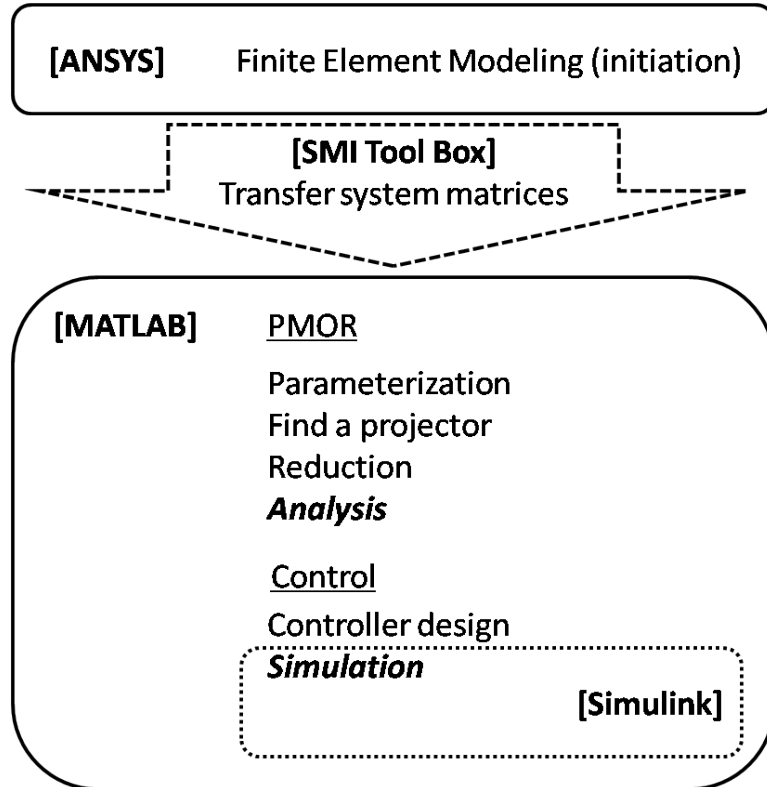 [ANSYS] Finite Element Modeling (initiation)
[SMI Tool Box]
Transfer system matrices
[MATLAB] PMOR
Parameterization
Find a projector
Reduction
Analysis
Control
Controller design
Simulation
[Simulink]